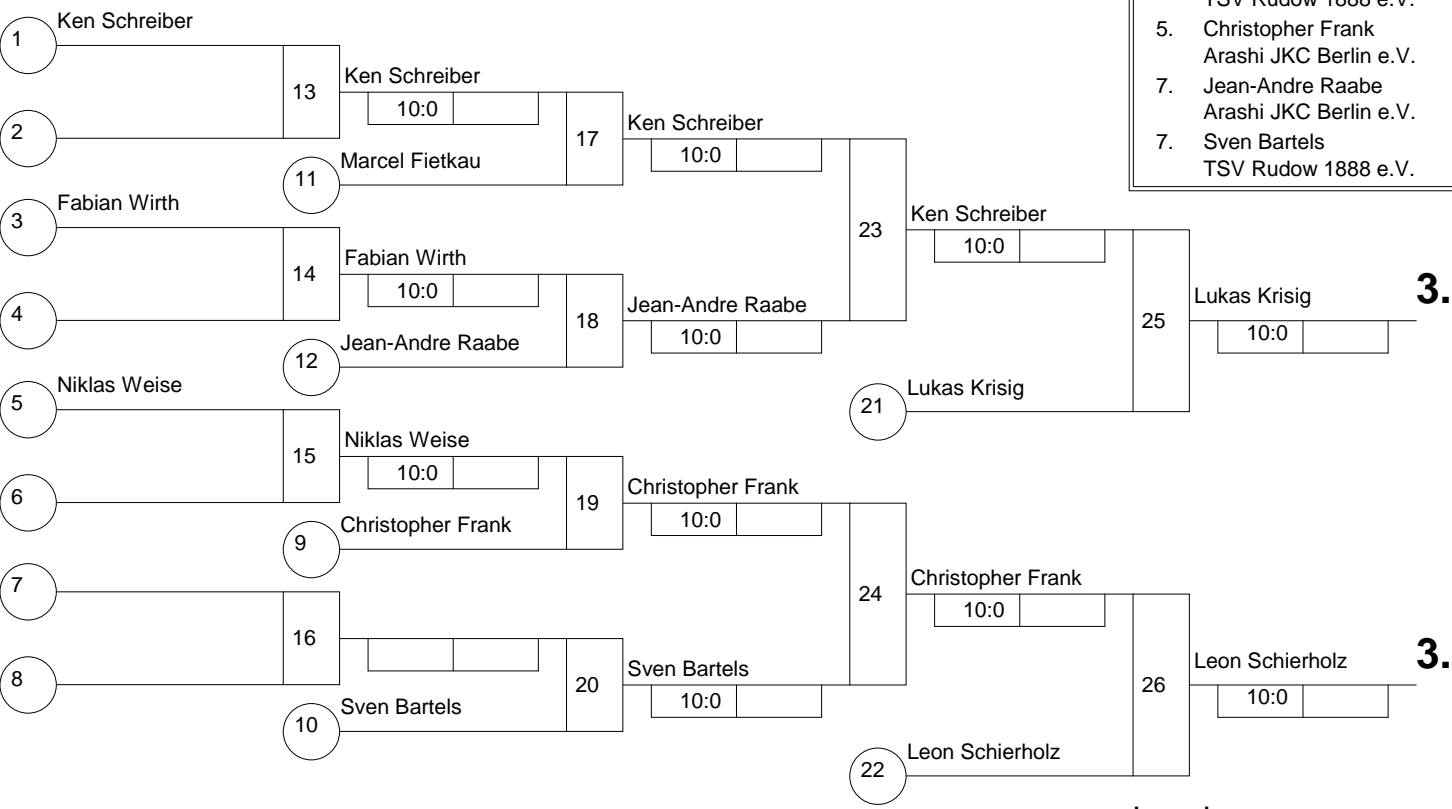 TSV Rudow 1888 e.V.
5. Christopher Frank
Arashi JKC Berlin e.V.
7. Jean-Andre Raabe
Arashi JKC Berlin e.V.
7. Sven Bartels
TSV Rudow 1888 e.V.
1
Ken Schreiber
2
13
Ken Schreiber
10:0
11
Marcel Fietkau
17
Ken Schreiber
10:0
3
Fabian Wirth
4
14
Fabian Wirth
10:0
12
Jean-Andre Raabe
18
Jean-Andre Raabe
10:0
23
Ken Schreiber
10:0
21
Lukas Krisig
25
Lukas Krisig
10:0
3.
5
Niklas Weise
6
15
Niklas Weise
10:0
9
Christopher Frank
19
Christopher Frank
10:0
7
8
16
10
Sven Bartels
20
Sven Bartels
10:0
24
Christopher Frank
10:0
22
Leon Schierholz
26
Leon Schierholz
10:0
3.